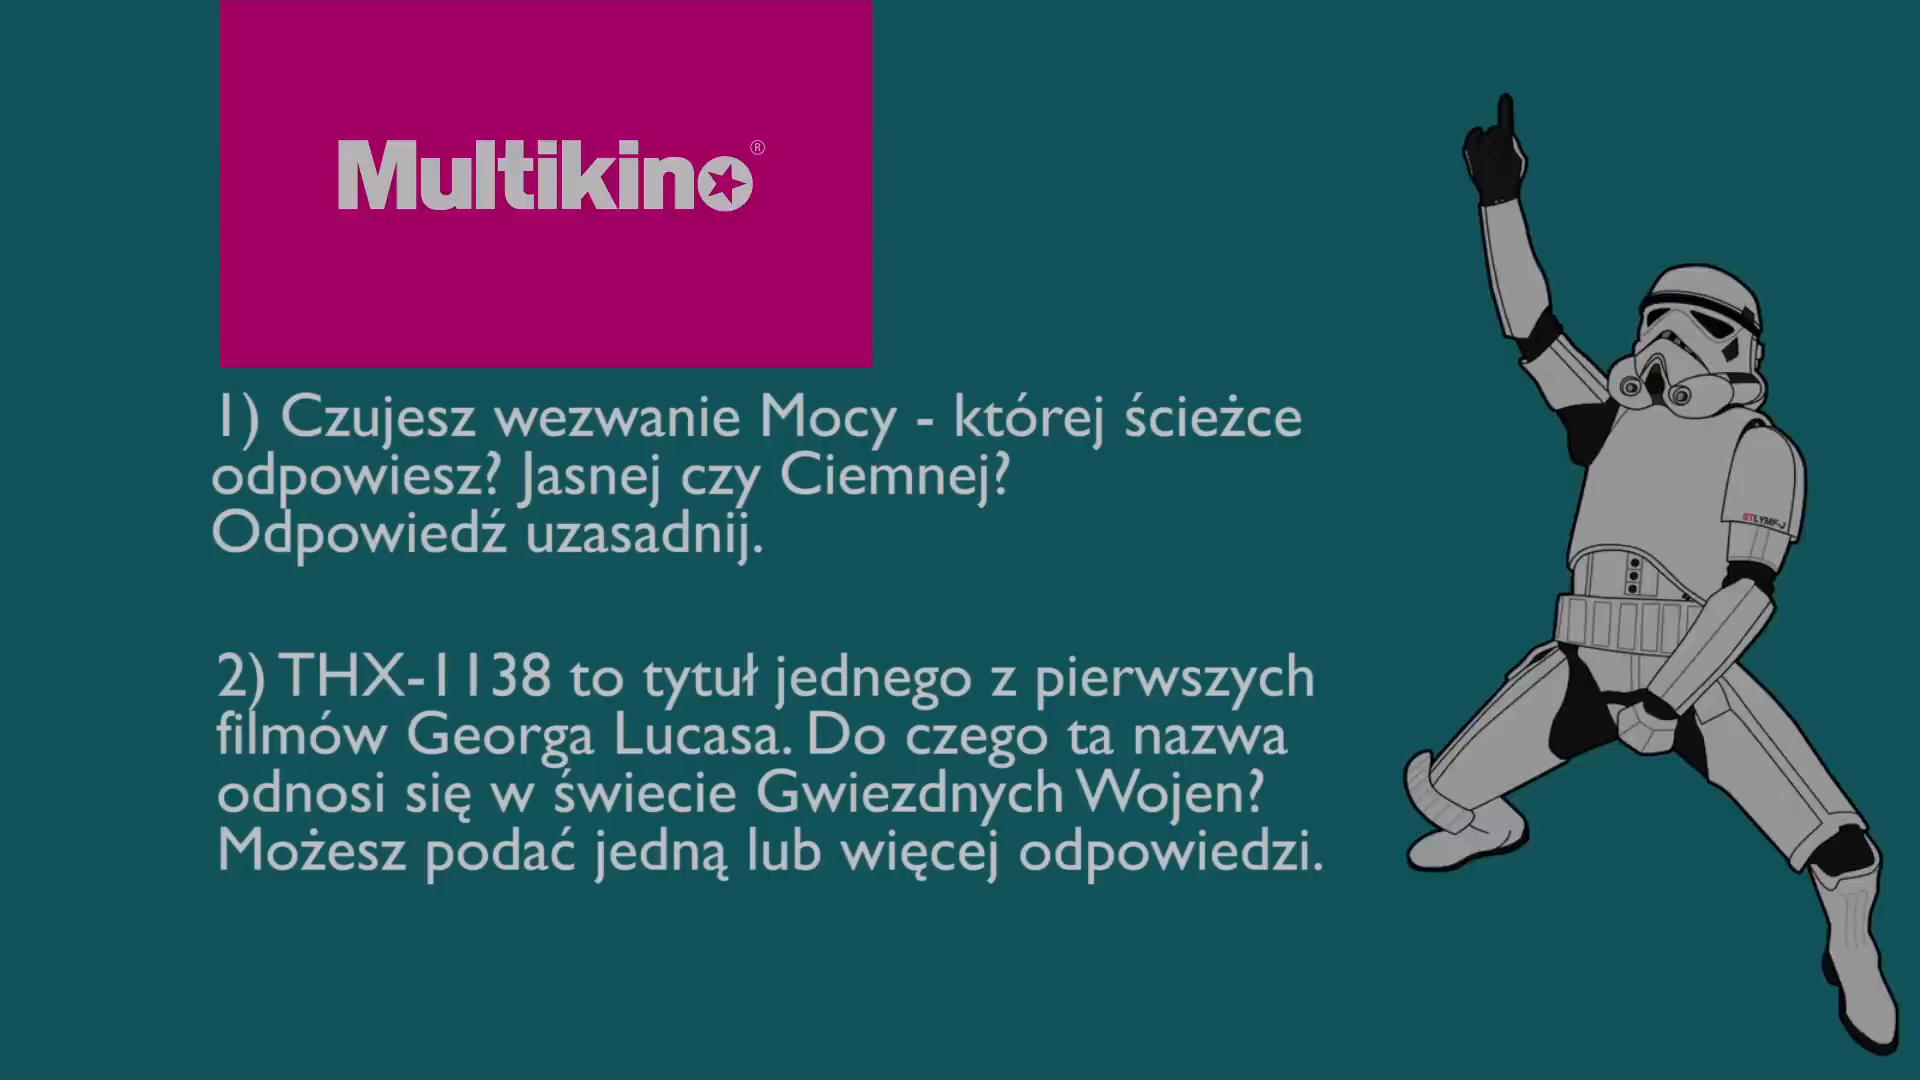 Multikino®
1) Czujesz wezwanie Mocy - której ścieżce
odpowiesz? Jasnej czy Ciemnej?
Odpowiedź uzasadnij.
2) THX-1138 to tytuł jednego z pierwszych
filmów Georga Lucasa. Do czego ta nazwa
odnosi się w świecie Gwiezdnych Wojen?
Możesz podać jedną lub więcej odpowiedzi.
STLYMF-J